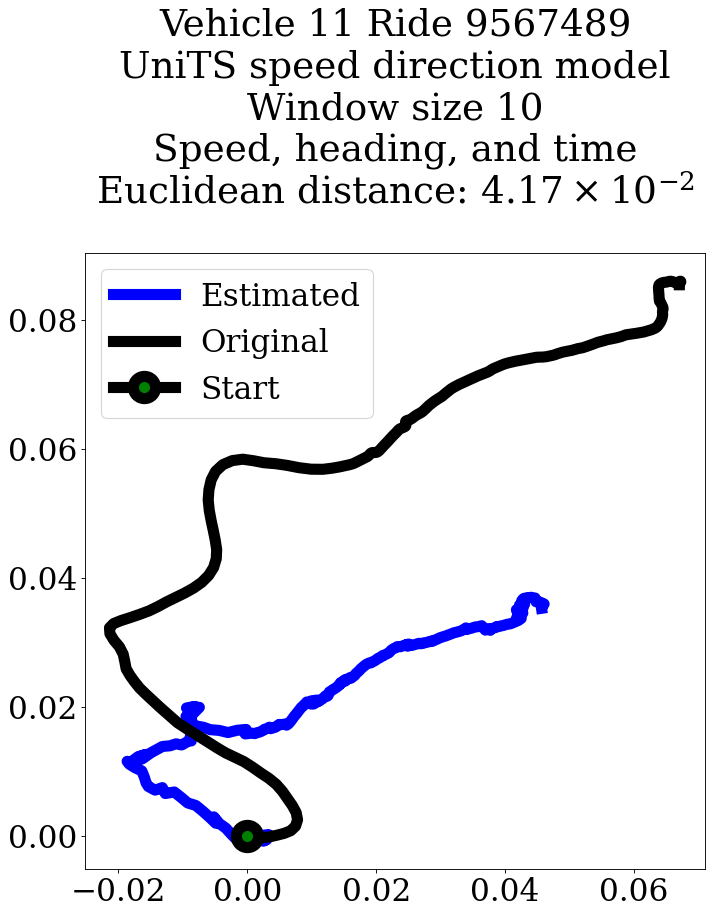 Vehicle 11 Ride 9567489
UniTS speed direction model
Window size 10
Speed, heading, and time
Euclidean distance: 4.17 × 10⁻²
Estimated
Original
Start
0.08
0.06
0.04
0.02
0.00
−0.02 0.00 0.02 0.04 0.06